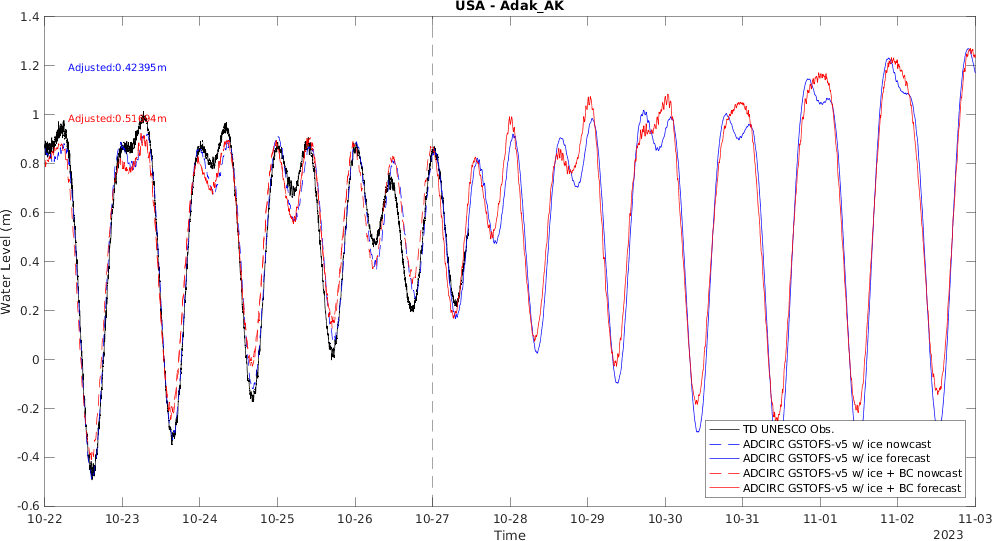 USA - Adak_AK
1.4
1.2
1
0.8
0.6
0.4
0.2
0
-0.2
-0.4
-0.6
Water Level (m)
Adjusted:0.42395m
TD UNESCO Obs.
ADCIRC GSTOFS-v5 w/ ice nowcast
ADCIRC GSTOFS-v5 w/ ice forecast
ADCIRC GSTOFS-v5 w/ ice + BC nowcast
ADCIRC GSTOFS-v5 w/ ice + BC forecast
10-22 10-23 10-24 10-25 10-26 10-27 10-28 10-29 10-30 10-31 11-01 11-02 11-03
Time
2023